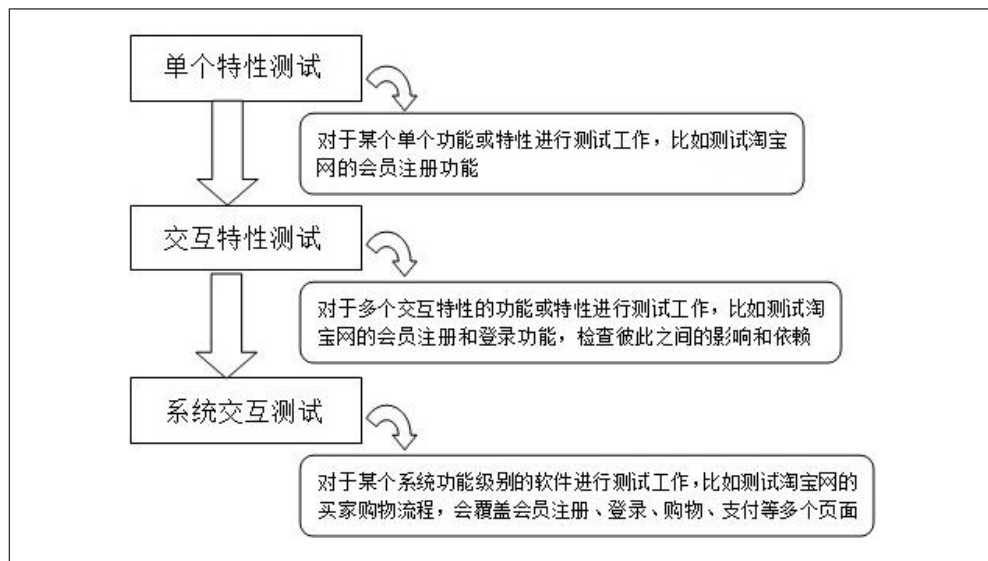 单个特性测试
对于某个单个功能或特性进行测试工作，比如测试淘宝
网的会员注册功能
交互特性测试
对于多个交互特性的功能或特性进行测试工作，比如测试淘
宝网的会员注册和登录功能，检查彼此之间的影响和依赖
系统交互测试
对于某个系统功能级别的软件进行测试工作，比如测试淘宝网的
买家购物流程，会覆盖会员注册、登录、购物、支付等多个页面